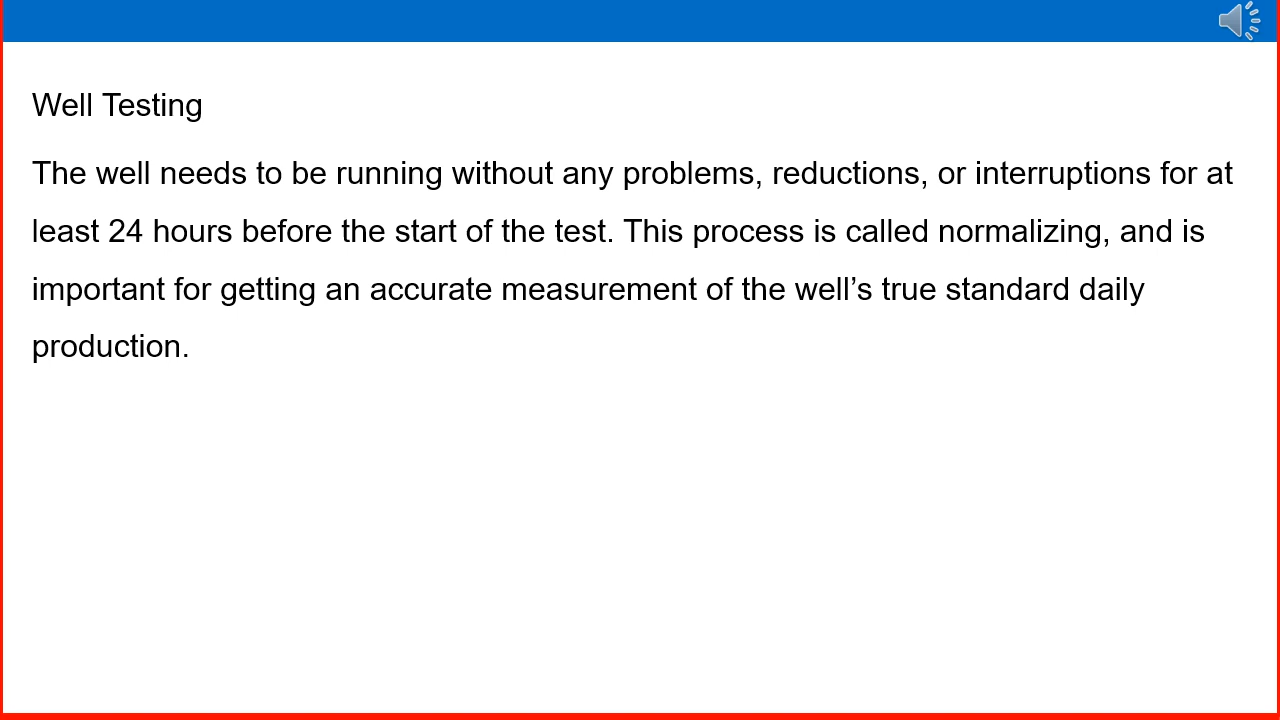 Well Testing
The well needs to be running without any problems, reductions, or interruptions for at
least 24 hours before the start of the test. This process is called normalizing, and is
important for getting an accurate measurement of the well’s true standard daily
production.